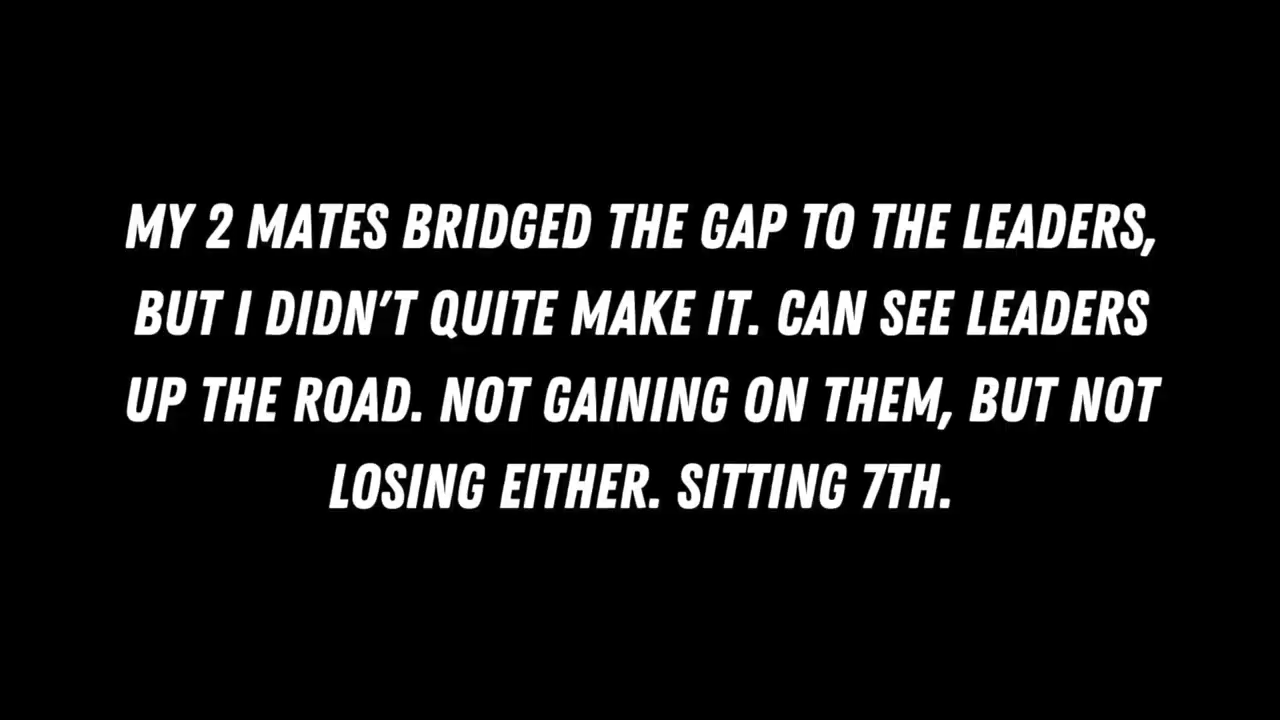 MY 2 MATES BRIDGED THE GAP TO THE LEADERS,
BUT I DIDN'T QUITE MAKE IT. CAN SEE LEADERS
UP THE ROAD. NOT GAINING ON THEM, BUT NOT
LOSING EITHER. SITTING 7TH.